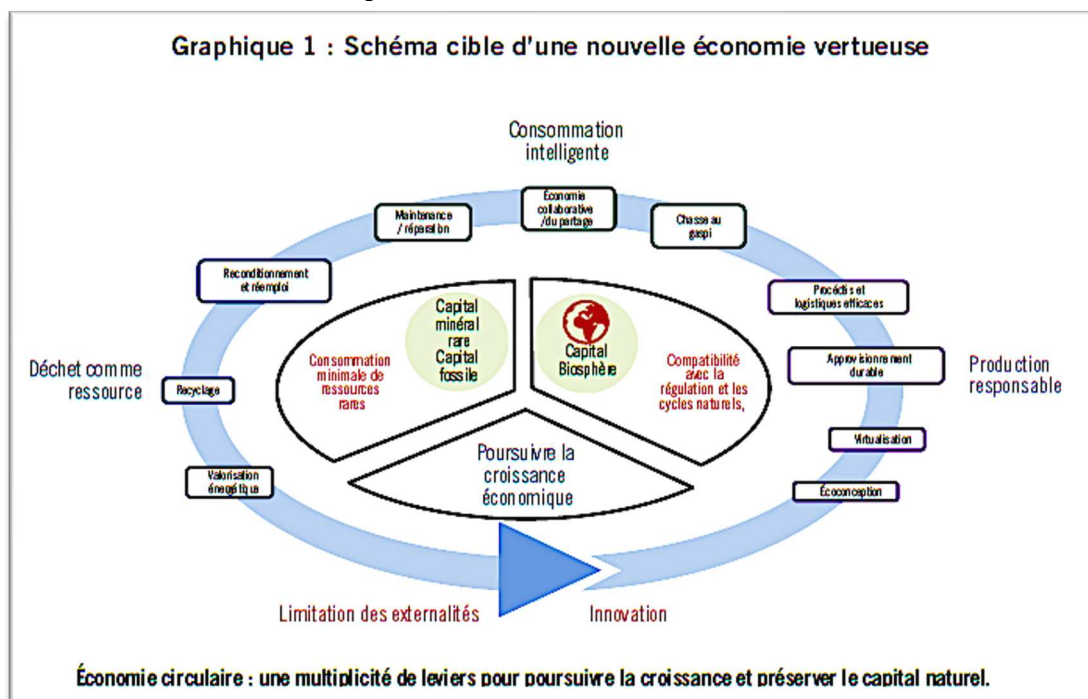 Graphique 1 : Schéma cible d'une nouvelle économie vertueuse
Consommation
intelligente
Économie
collaborative
/du partage
Maintenance
/ réparation
Chasse au
gaspi
Reconditionnement
et réemploi
Procédés et
logistiques efficaces
Capital
minéral
rare
Capital
fossile
Capital
Biosphère
Consommation
minimale de
ressources
rares
Compatibilité
avec la
régulation et les
cycles naturels,
Déchet comme
ressource
Recyclage
Approvisionnement
durable
Production
responsable
Virtualisation
Poursuivre la
croissance
économique
Valorisation
énergétique
Écoconception
Limitation des externalités
Innovation
Économie circulaire : une multiplicité de leviers pour poursuivre la croissance et préserver le capital naturel.